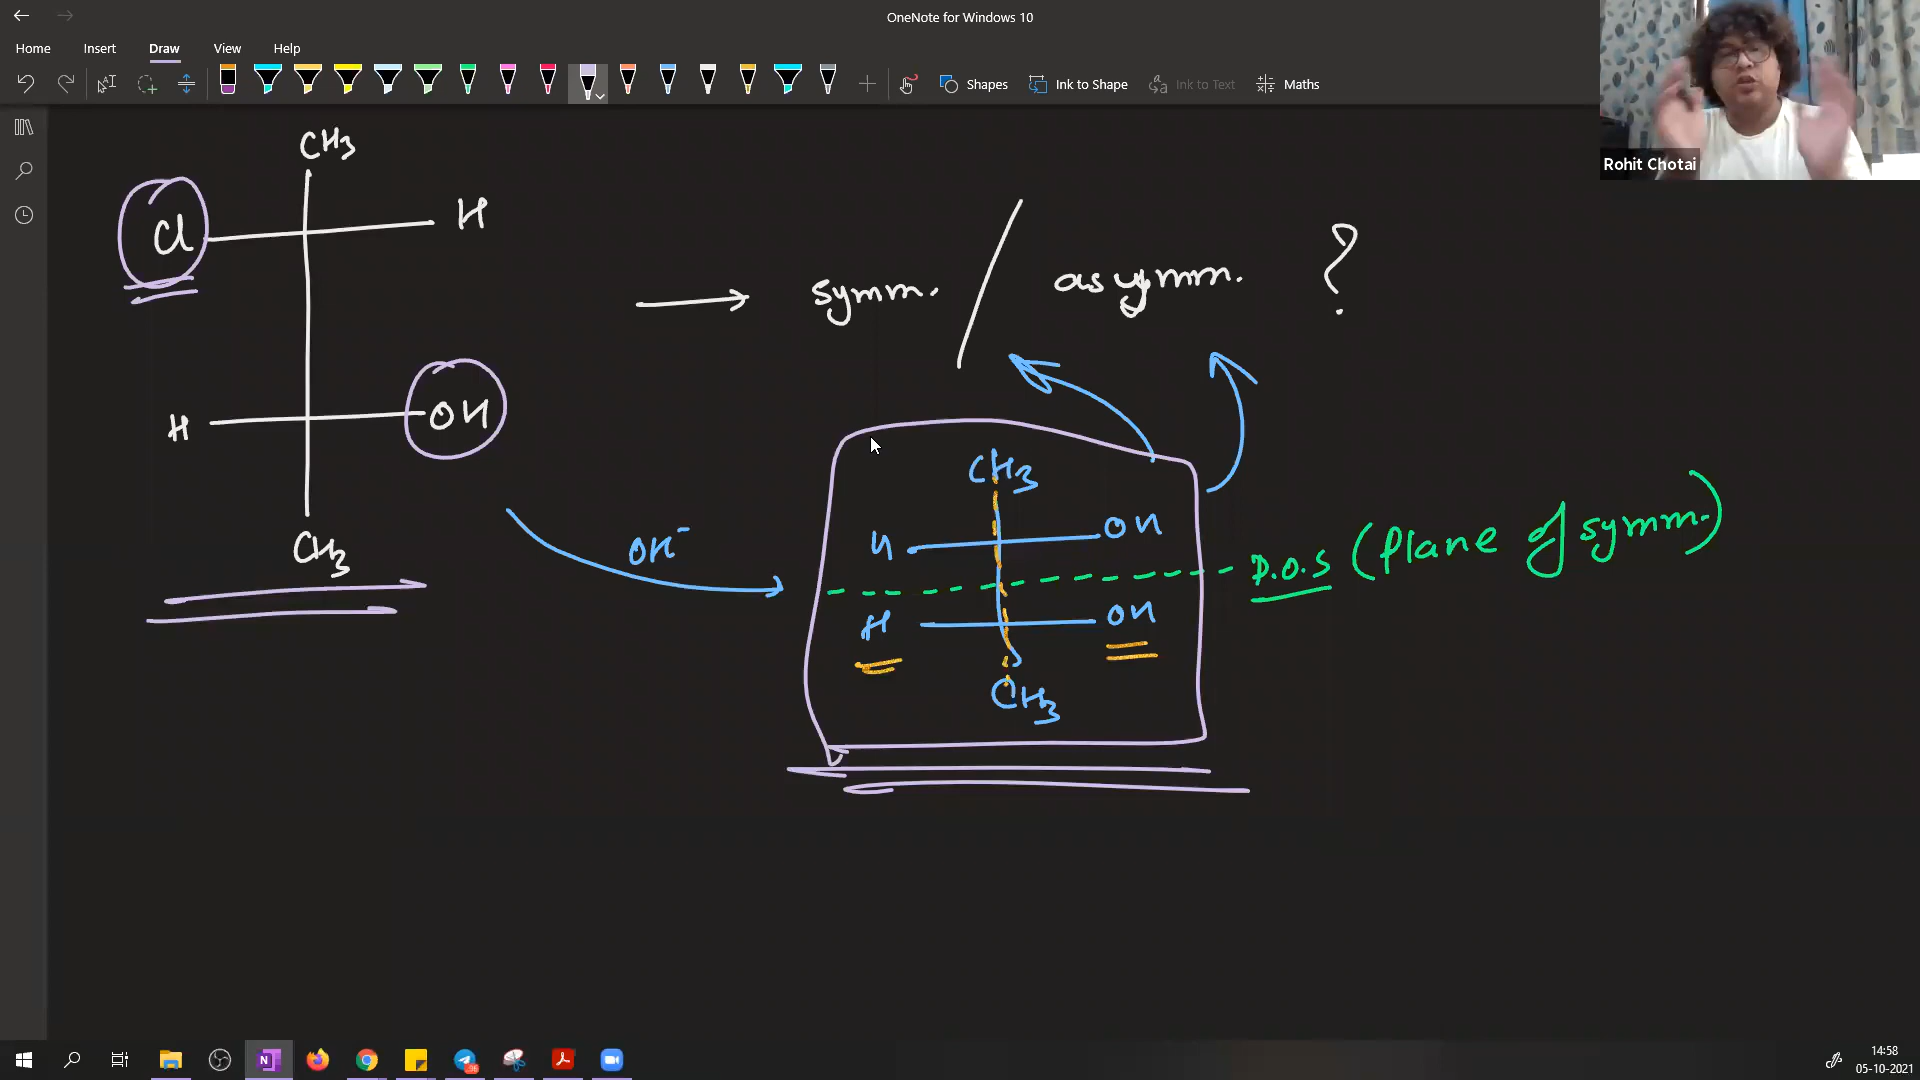 OneNote for Windows 10
Home Insert Draw View Help
Shapes Ink to Shape Ink to Text Maths
Rohit Chotai
CH3
Cl H
H OH
CH3
→ symm. / asymm. ?
OH⁻
CH3
H OH
H OH
CH3
P.O.S (Plane of symm.)
14:58
05-10-2021